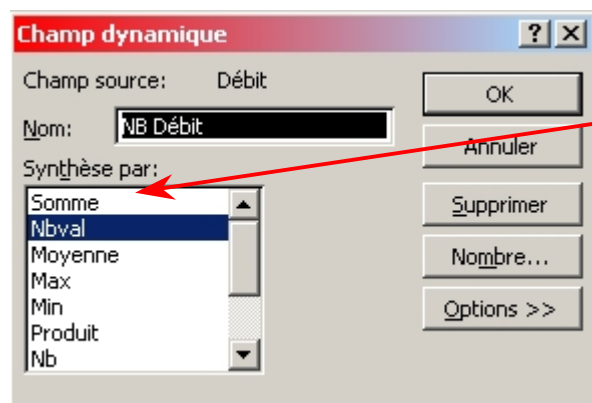 Champ dynamique
Champ source: Débit
OK
Nom: NB Débit
Annuler
Synthèse par:
Somme
Nbval
Moyenne
Max
Min
Produit
Nb
Supprimer
Nombre...
Options >>